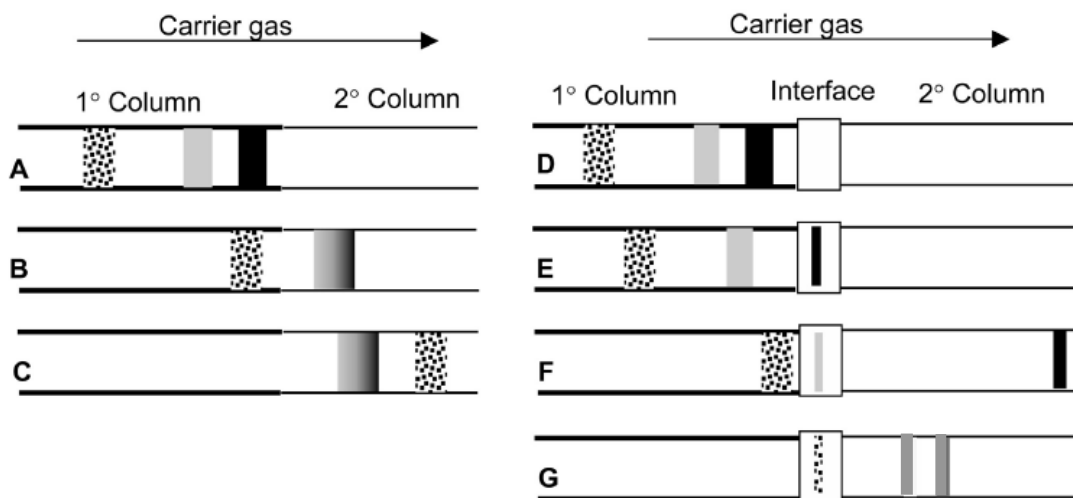 Carrier gas
1° Column 2° Column
A
B
C
Carrier gas
1° Column Interface 2° Column
D
E
F
G